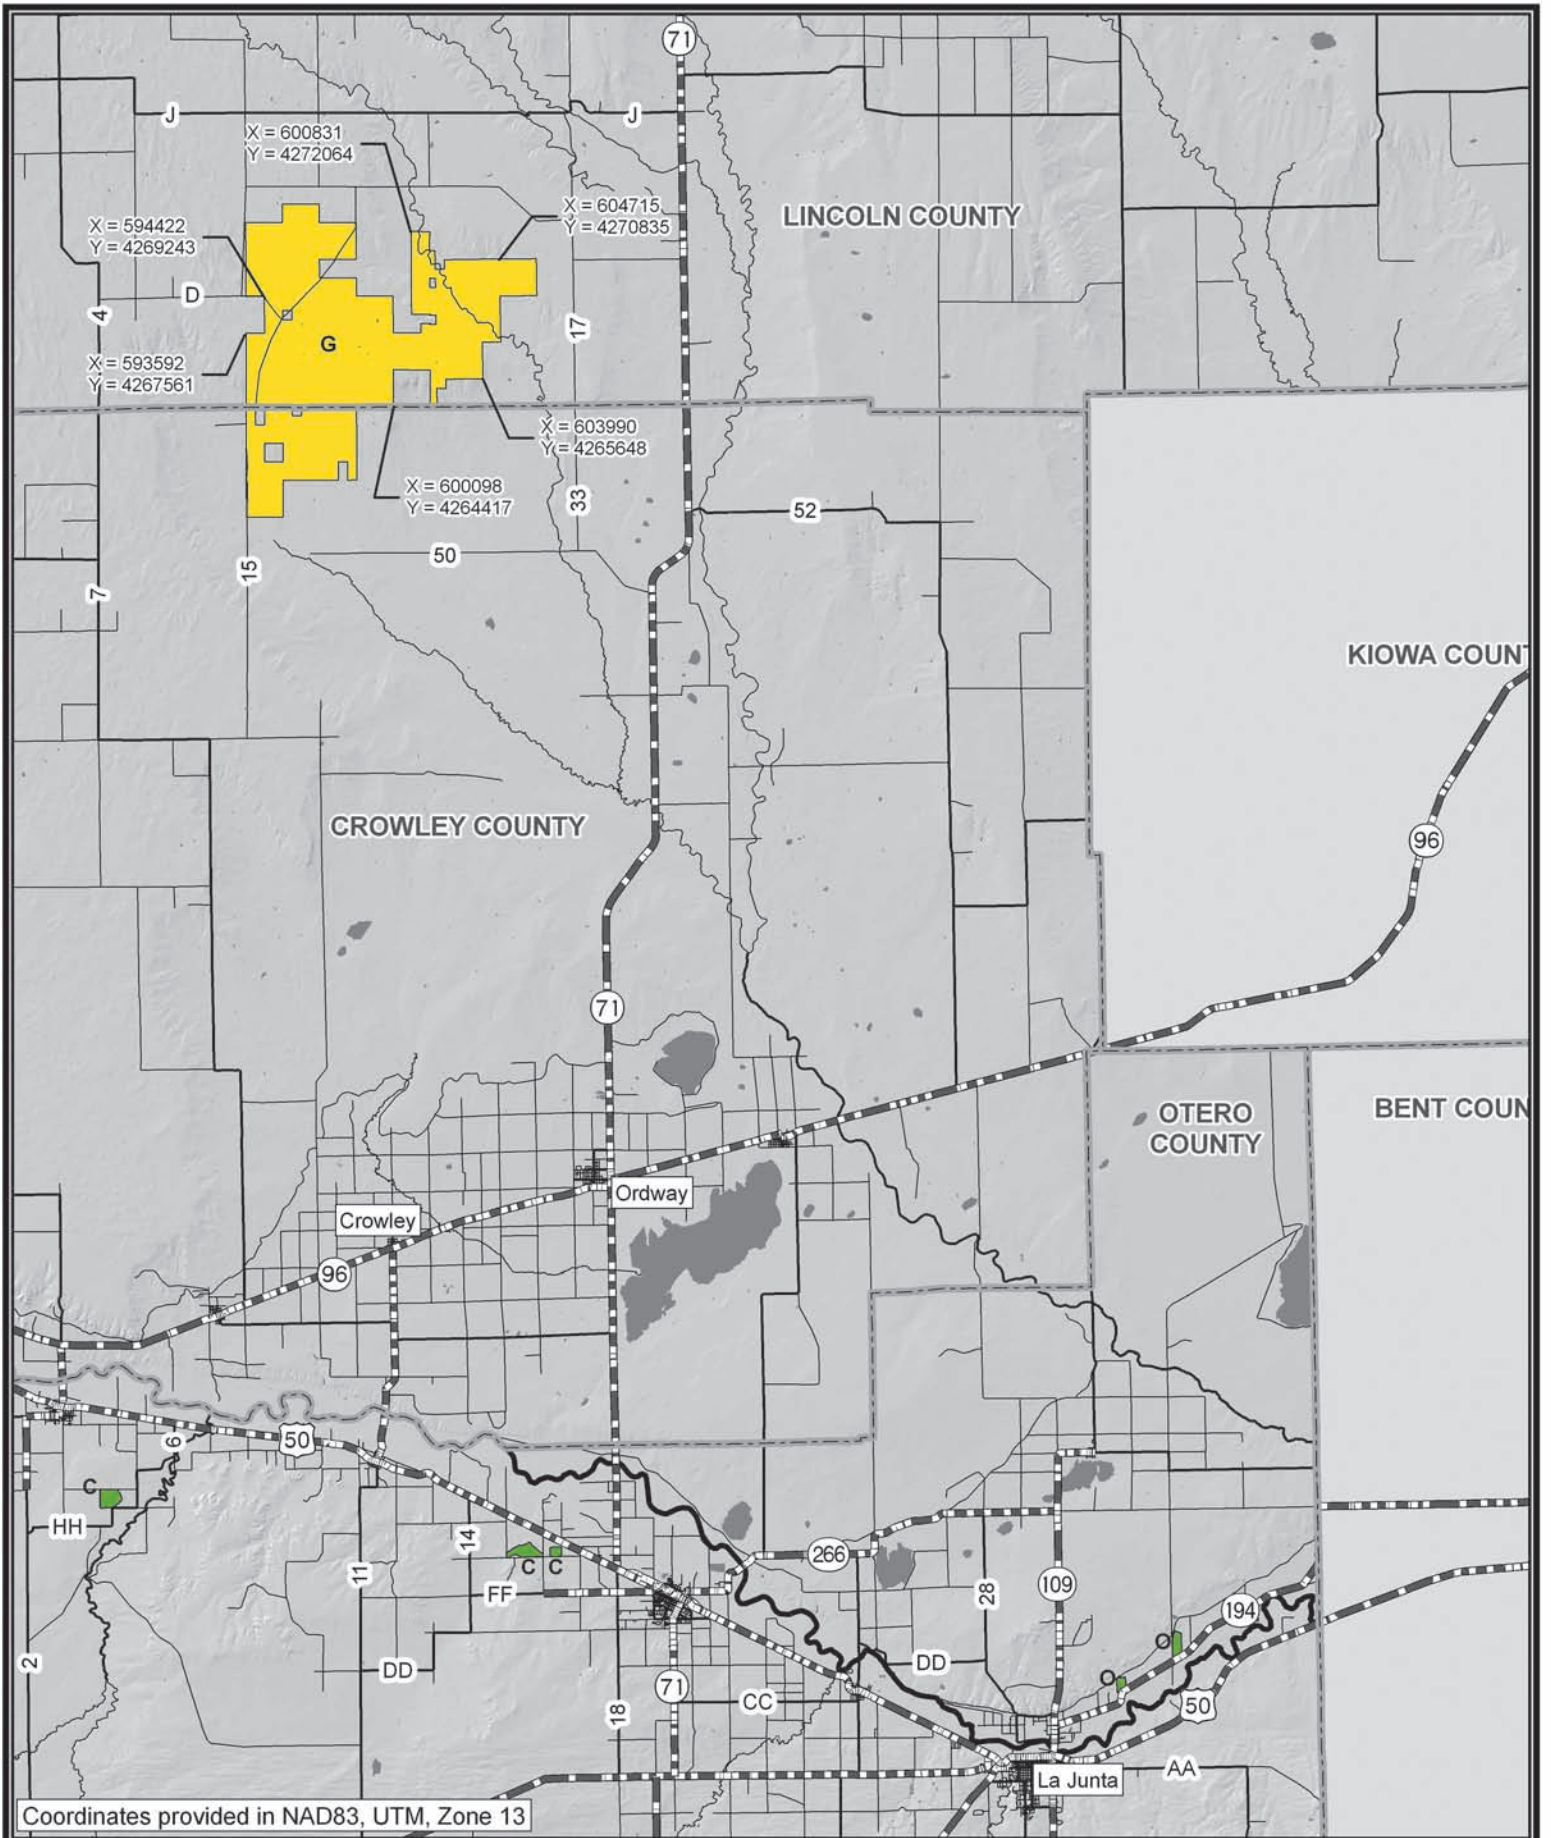 71
J
J
X = 600831
Y = 4272064
X = 604715
Y = 4270835
LINCOLN COUNTY
X = 594422
Y = 4269243
D
4
17
G
X = 593592
Y = 4267561
X = 603990
Y = 4265648
X = 600098
Y = 4264417
33
52
50
15
7
KIOWA COUNT
CROWLEY COUNTY
96
71
OTERO
COUNTY
BENT COUN
Ordway
Crowley
96
6
50
C
HH
14
11
C
C
FF
266
28
109
194
O
O
2
DD
DD
71
CC
18
50
AA
La Junta
Coordinates provided in NAD83, UTM, Zone 13